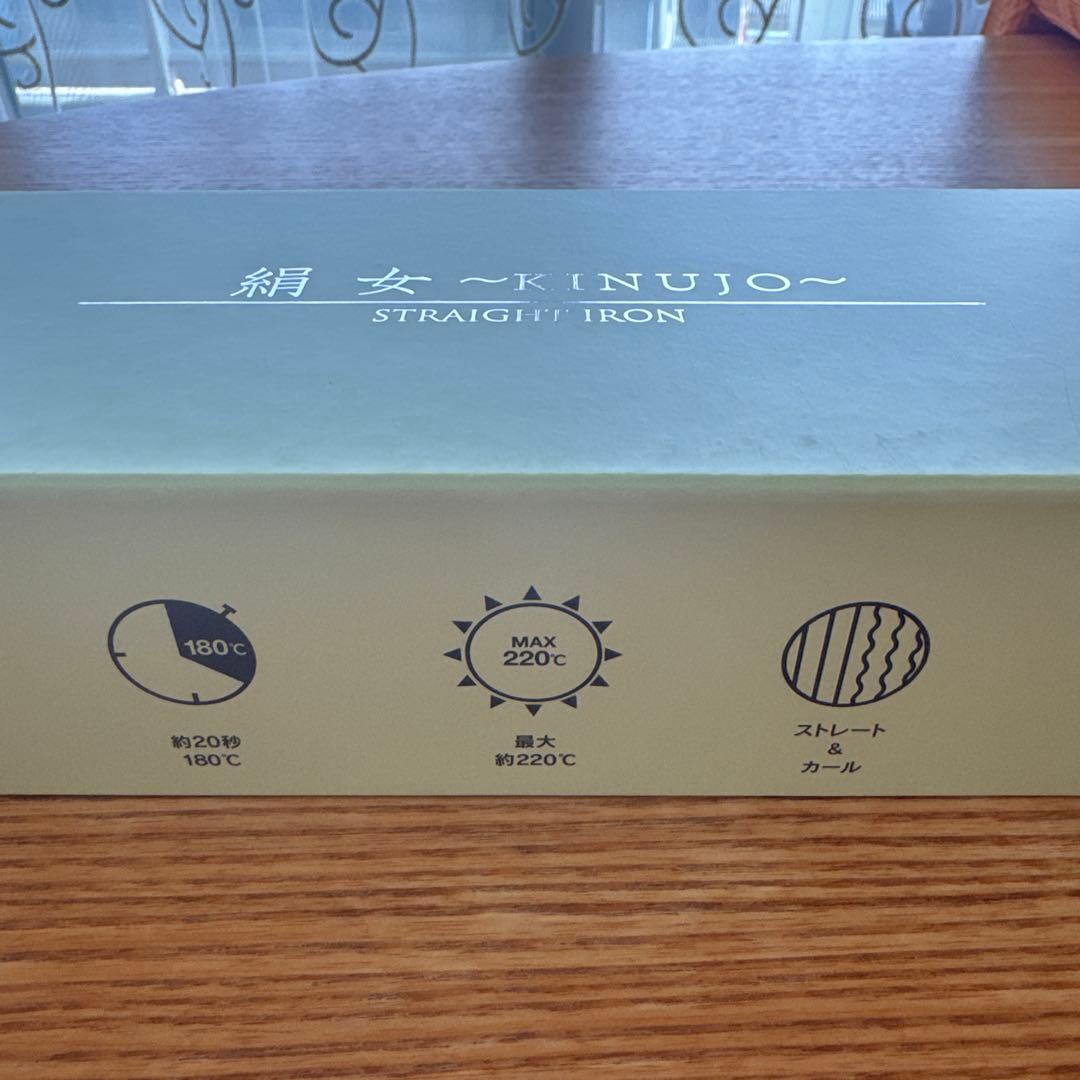 絹女 ～KINUJO～
STRAIGHT IRON
180℃
約20秒
180℃
MAX
220℃
最大
約220℃
ストレート
&
カール